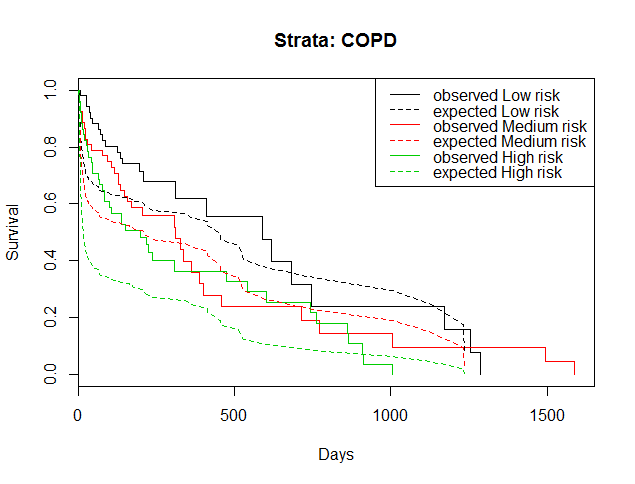 Strata: COPD
observed Low risk
expected Low risk
observed Medium risk
expected Medium risk
observed High risk
expected High risk
Survival
1.0
0.8
0.6
0.4
0.2
0.0
0 500 1000 1500
Days